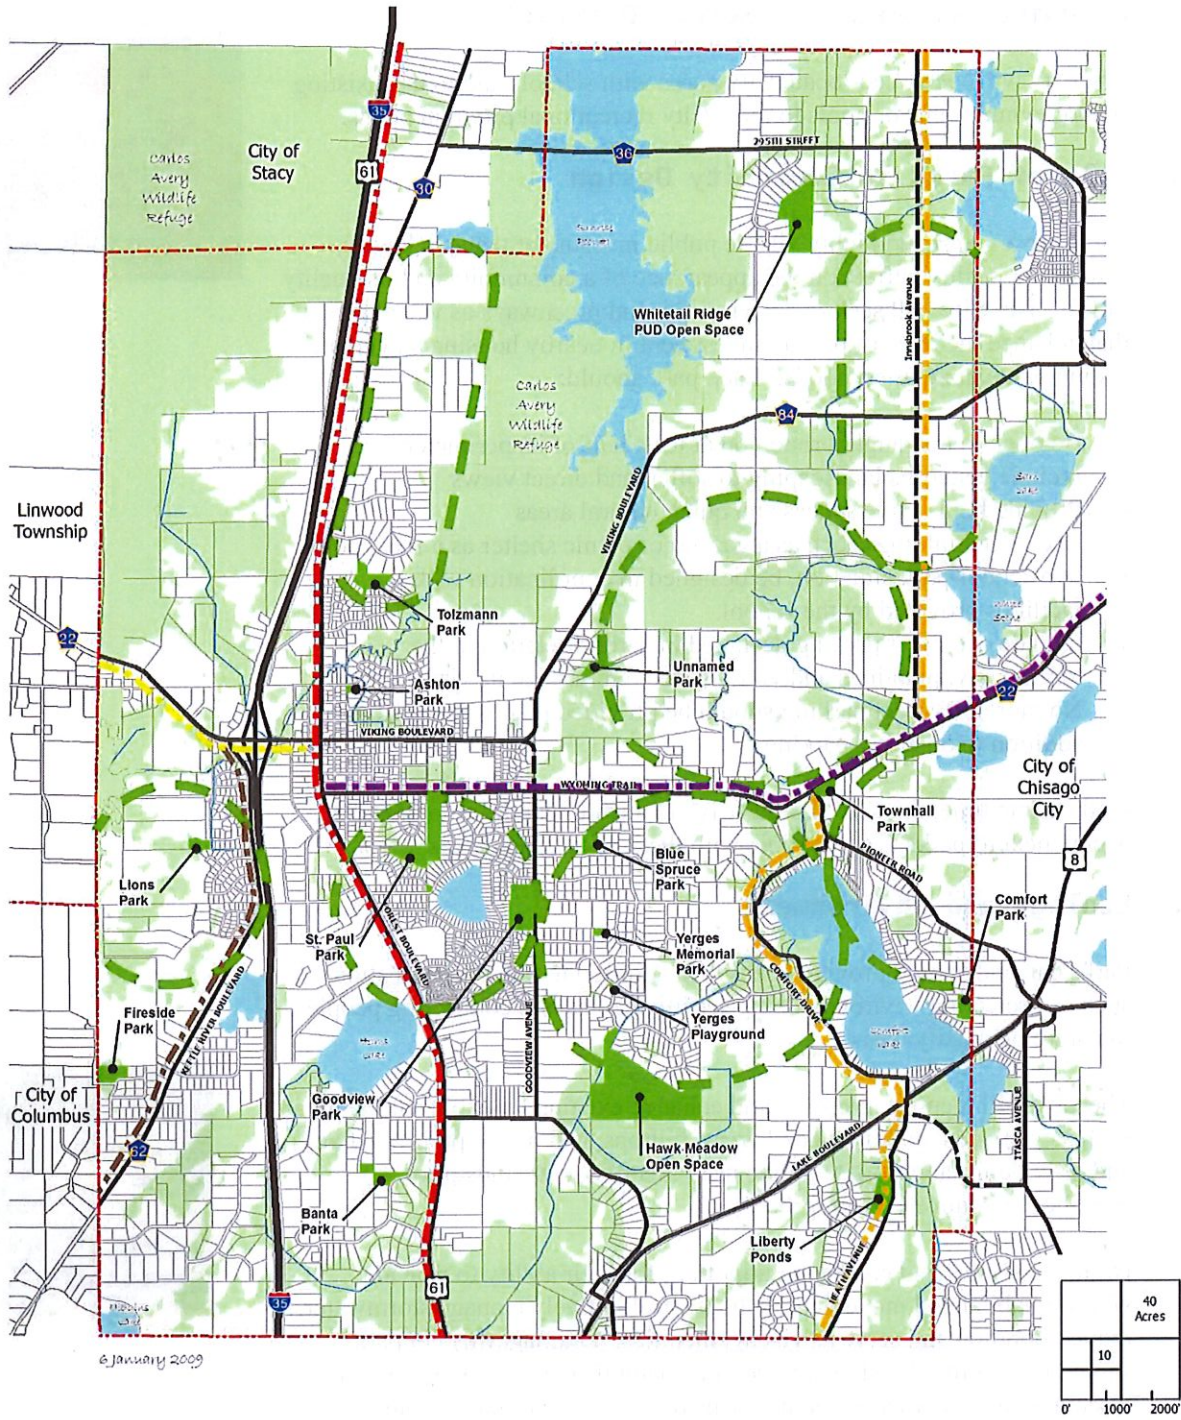 35
City of
Stacy
Carlos
Avery
Wildlife
Refuge
61
30
36
295TH STREET
Whitetail Ridge
PUD Open Space
Innsbrook Avenue
Carlos
Avery
Wildlife
Refuge
84
VIKING BOULEVARD
Linwood
Township
22
Tolzmann
Park
Ashton
Park
Unnamed
Park
22
VIKING BOULEVARD
WYOMING TRAIL
City of
Chisago
City
Townhall
Park
8
PIONEER ROAD
Lions
Park
Blue
Spruce
Park
Comfort
Park
St. Paul
Park
FOREST BOULEVARD
Yerges
Memorial
Park
COMFORT DRIVE
Fireside
Park
KETTLE RIVER BOULEVARD
Yerges
Playground
GOODVIEW AVENUE
Comfort
Lake
Goodview
Park
City of
Columbus
62
ITASCA AVENUE
LAKE BOULEVARD
Hawk Meadow
Open Space
Banta
Park
Liberty
Ponds
HEATH AVENUE
61
35
Lake
6 January 2009
40
Acres
10
0' 1000' 2000'